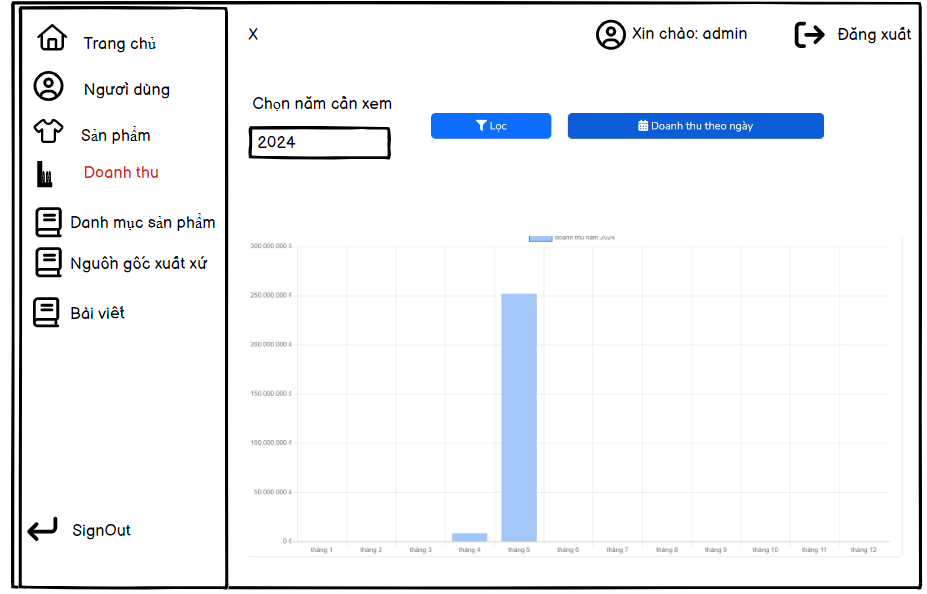 Trang chủ
Người dùng
Sản phẩm
Doanh thu
Danh mục sản phẩm
Nguồn gốc xuất xứ
Bài viết
SignOut
X
Xin chào: admin
Đăng xuất
Chọn năm cần xem
2024
Lọc
Doanh thu theo ngày
doanh thu năm 2024
300.000.000 ₫
250.000.000 ₫
200.000.000 ₫
150.000.000 ₫
100.000.000 ₫
50.000.000 ₫
0 ₫
tháng 1 tháng 2 tháng 3 tháng 4 tháng 5 tháng 6 tháng 7 tháng 8 tháng 9 tháng 10 tháng 11 tháng 12